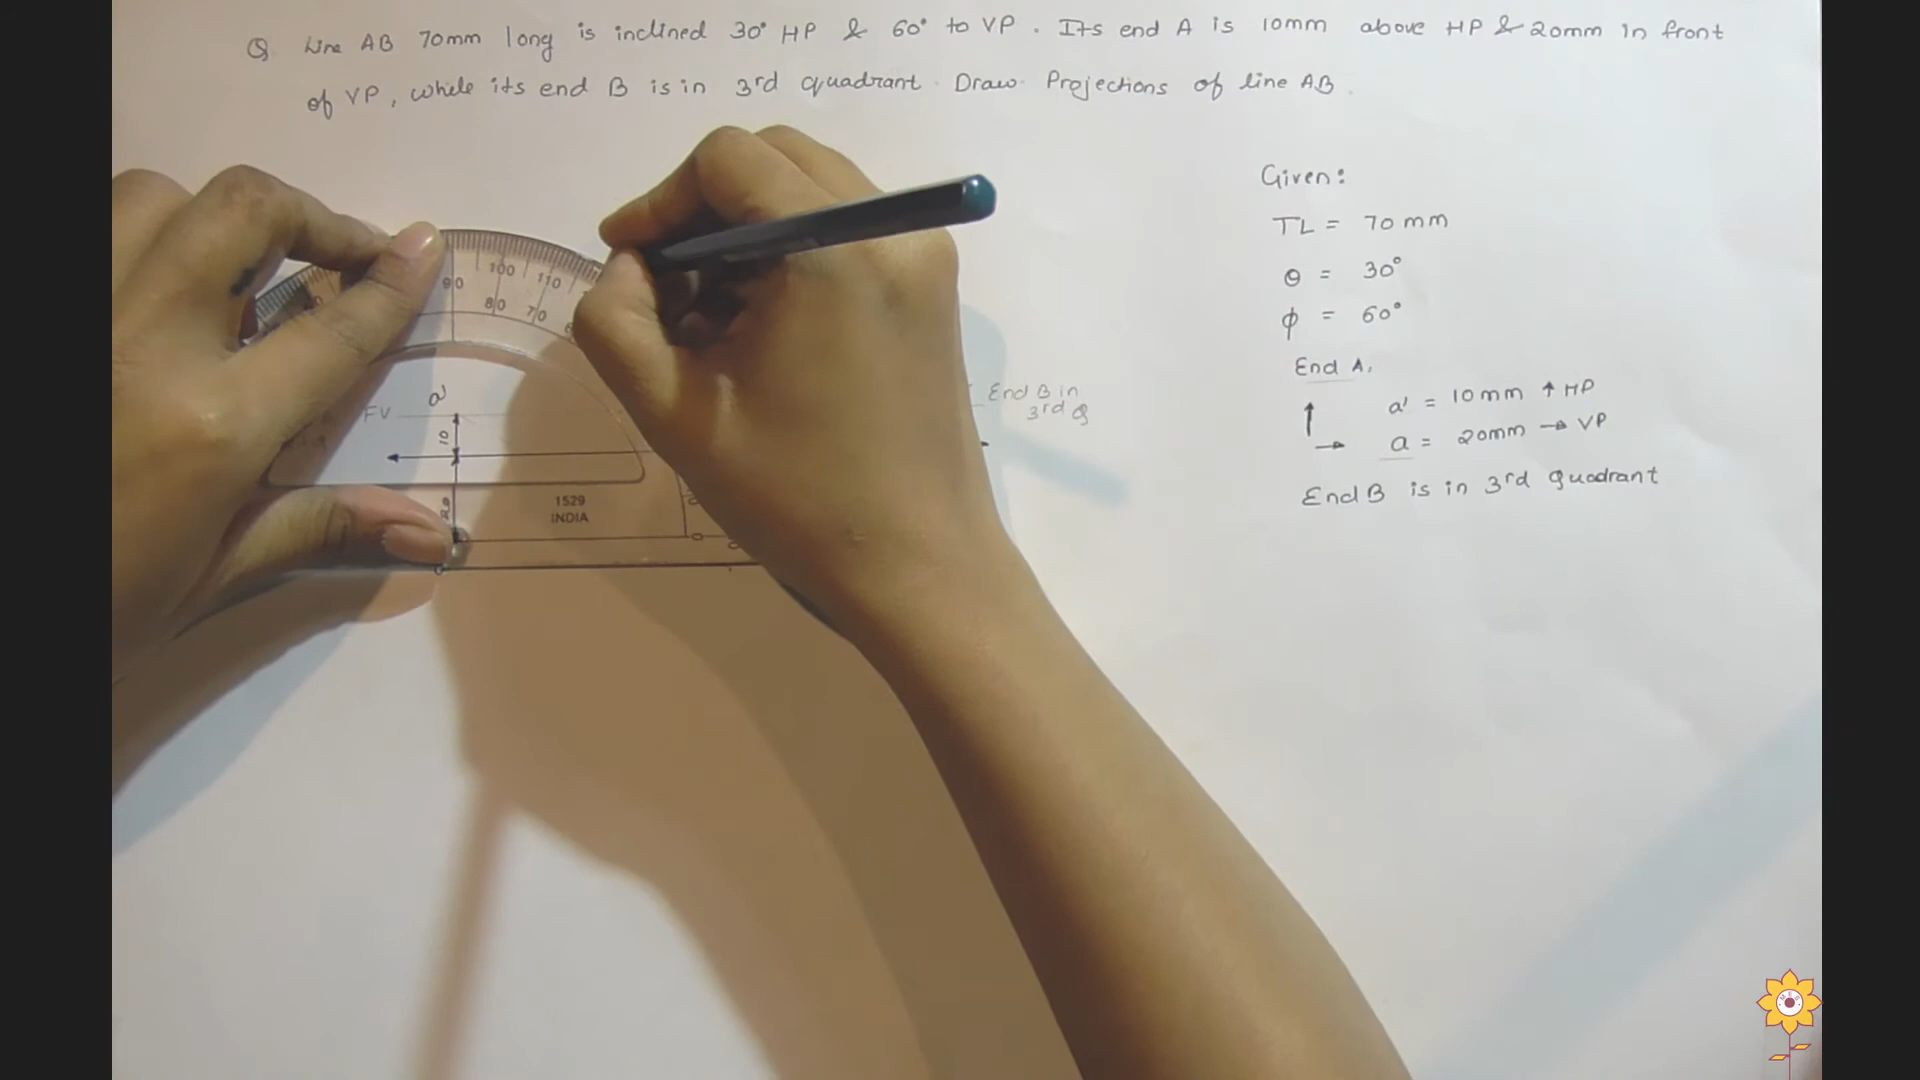 Q Line AB 70mm long is inclined 30° HP & 60° to VP. Its end A is 10mm above HP & 20mm in front
of VP, while its end B is in 3rd quadrant. Draw Projections of line AB.
Given:
TL = 70mm
θ = 30°
ϕ = 60°
End A,
a' = 10mm ↑ HP
a = 20mm → VP
End B is in 3rd quadrant
90 100 110
80 70
a'
FV
10
End B in
3rd Q
20
1529
INDIA